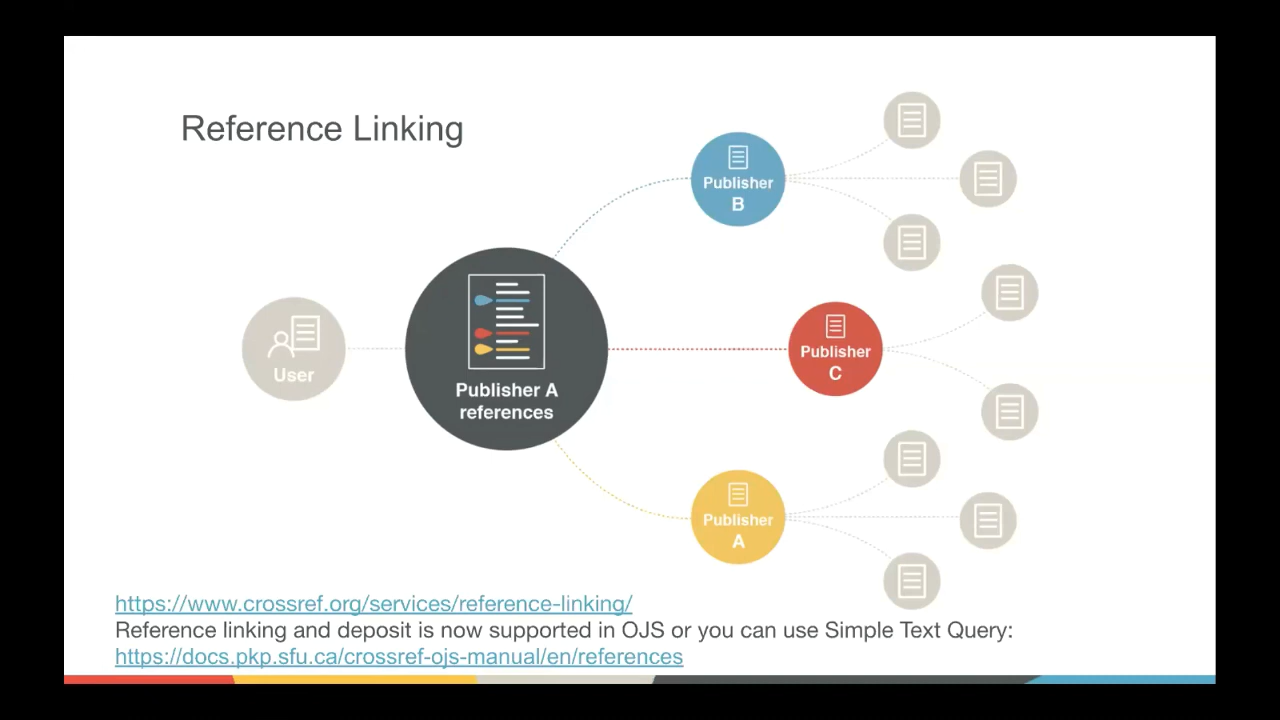 Reference Linking
Publisher
B
Publisher
C
User
Publisher A
references
Publisher
A
https://www.crossref.org/services/reference-linking/
Reference linking and deposit is now supported in OJS or you can use Simple Text Query:
https://docs.pkp.sfu.ca/crossref-ojs-manual/en/references